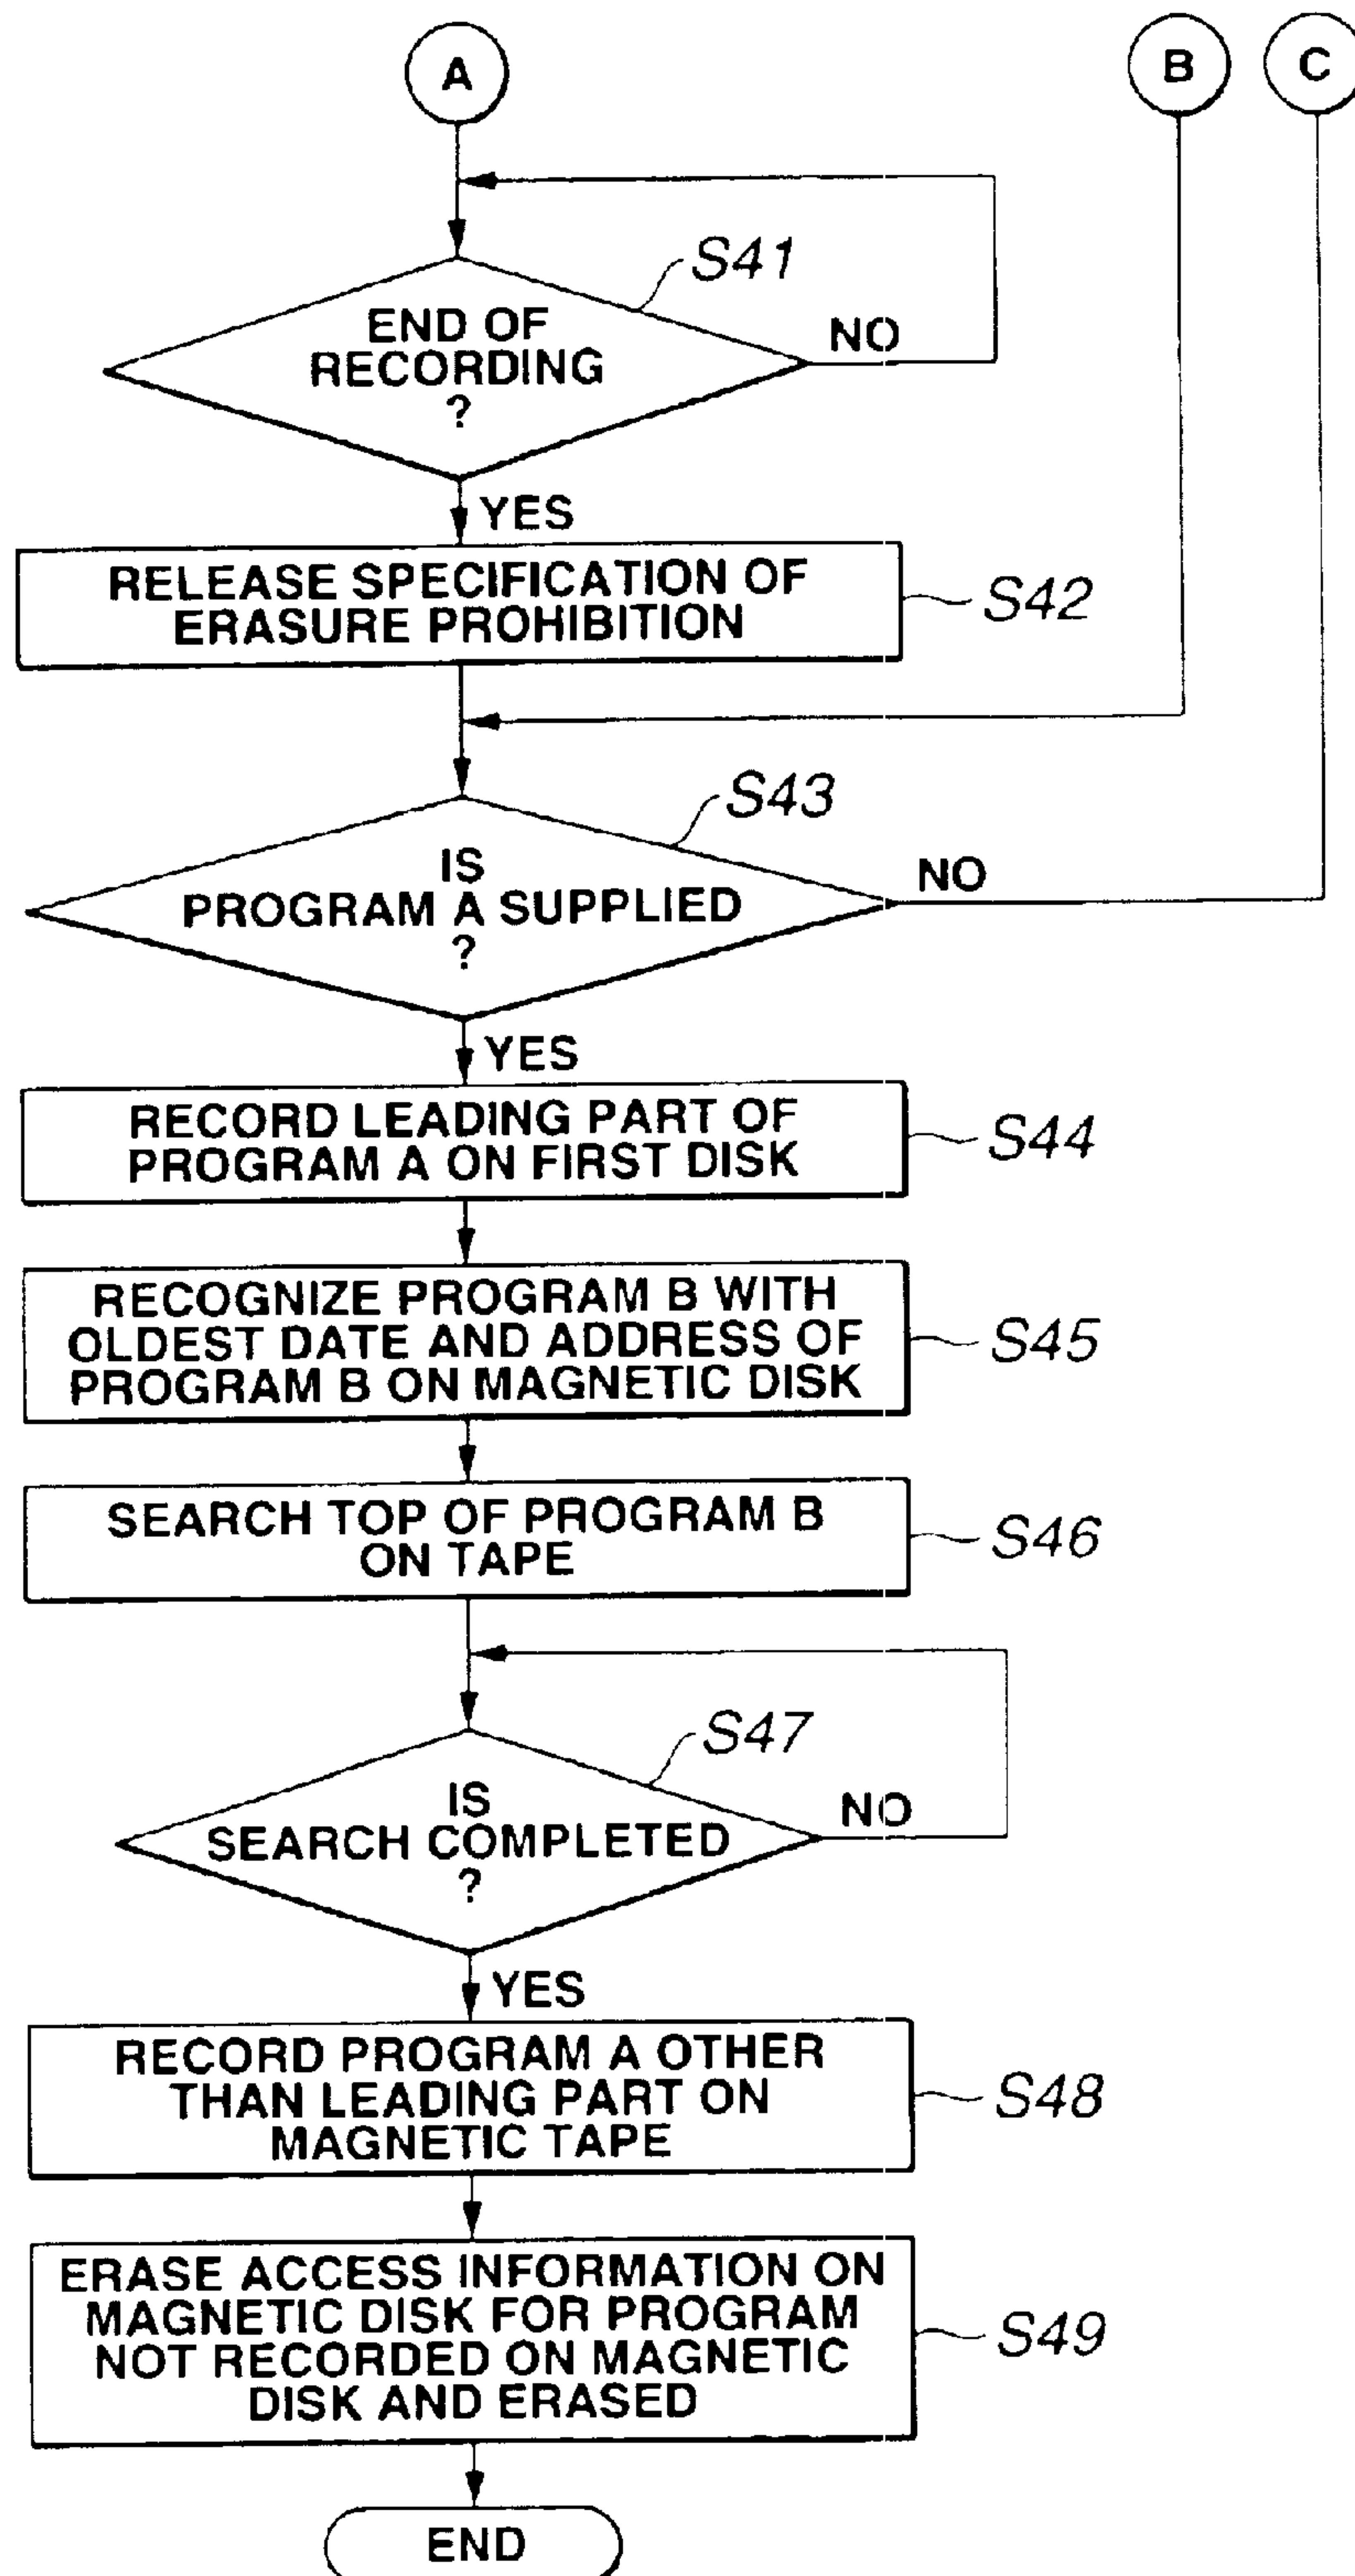 A
B
C
S41
END OF
RECORDING
?
NO
YES
RELEASE SPECIFICATION OF
ERASURE PROHIBITION
S42
S43
IS
PROGRAM A SUPPLIED
?
NO
YES
RECORD LEADING PART OF
PROGRAM A ON FIRST DISK
S44
RECOGNIZE PROGRAM B WITH
OLDEST DATE AND ADDRESS OF
PROGRAM B ON MAGNETIC DISK
S45
SEARCH TOP OF PROGRAM B
ON TAPE
S46
S47
IS
SEARCH COMPLETED
?
NO
YES
RECORD PROGRAM A OTHER
THAN LEADING PART ON
MAGNETIC TAPE
S48
ERASE ACCESS INFORMATION ON
MAGNETIC DISK FOR PROGRAM
NOT RECORDED ON MAGNETIC
DISK AND ERASED
S49
END